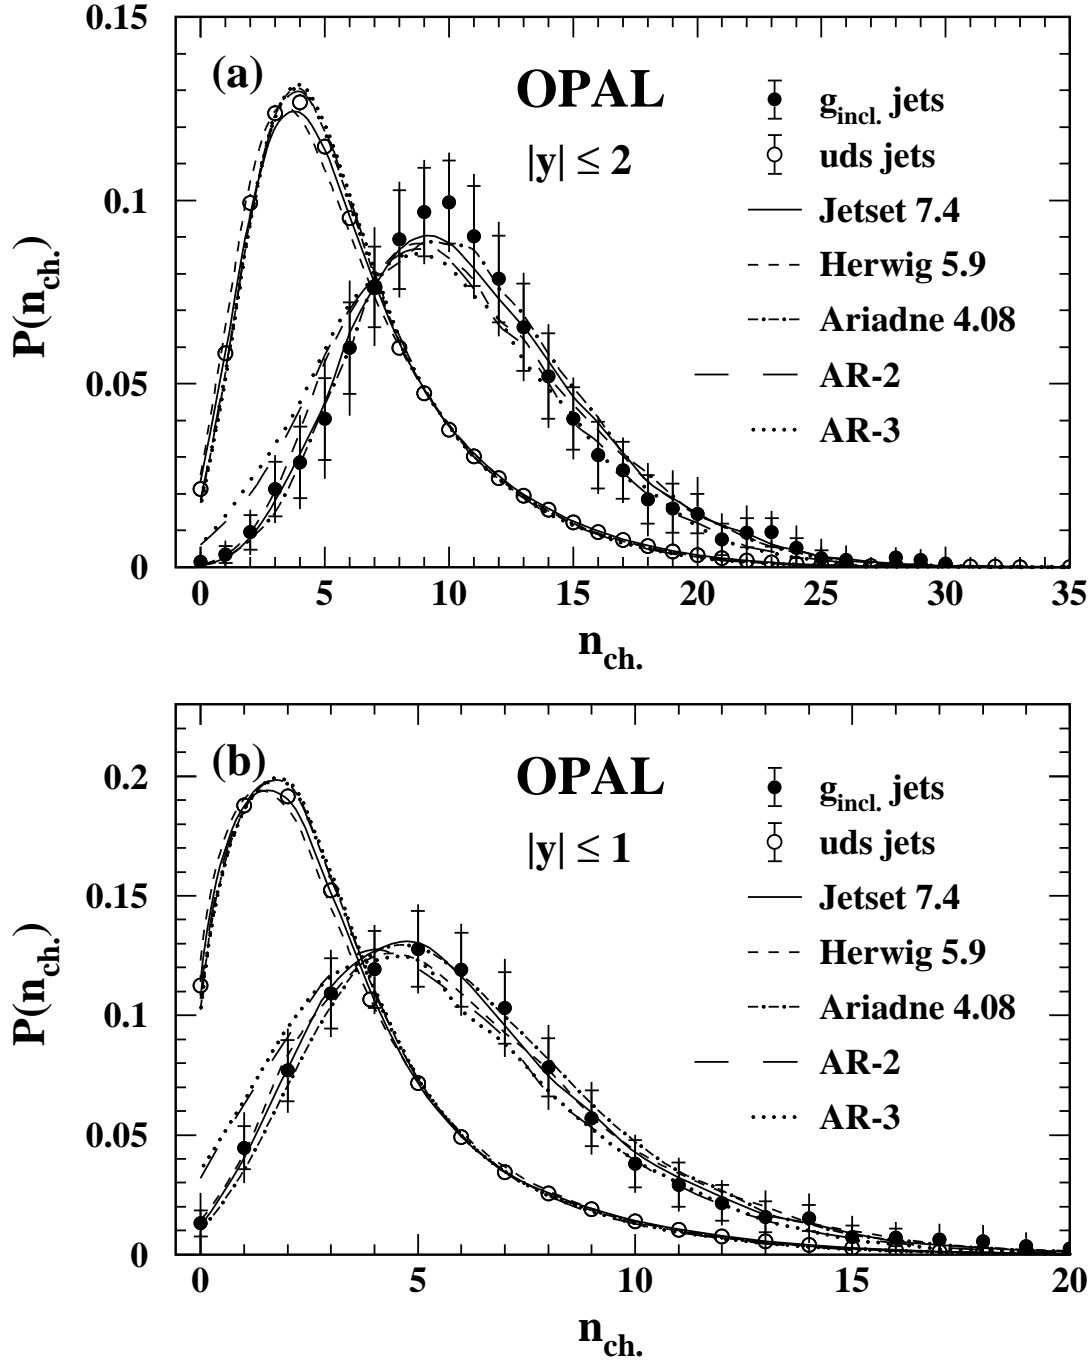 0.15
(a)
OPAL
|y| ≤ 2
g_incl. jets
uds jets
Jetset 7.4
Herwig 5.9
Ariadne 4.08
AR-2
AR-3
0.1
0.05
0
P(n_ch.)
0 5 10 15 20 25 30 35
n_ch.
(b)
OPAL
|y| ≤ 1
g_incl. jets
uds jets
Jetset 7.4
Herwig 5.9
Ariadne 4.08
AR-2
AR-3
0.2
0.15
0.1
0.05
0
P(n_ch.)
0 5 10 15 20
n_ch.